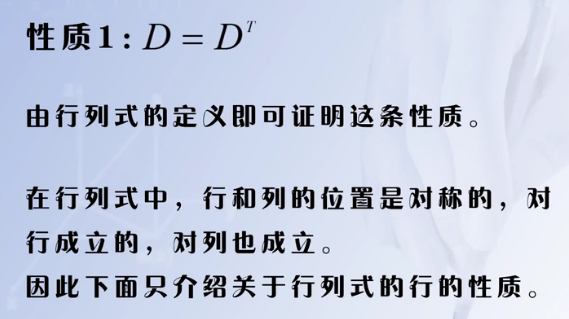 性质1：D = D^T
由行列式的定义即可证明这条性质。
在行列式中，行和列的位置是对称的，对
行成立的，对列也成立。
因此下面只介绍关于行列式的行的性质。